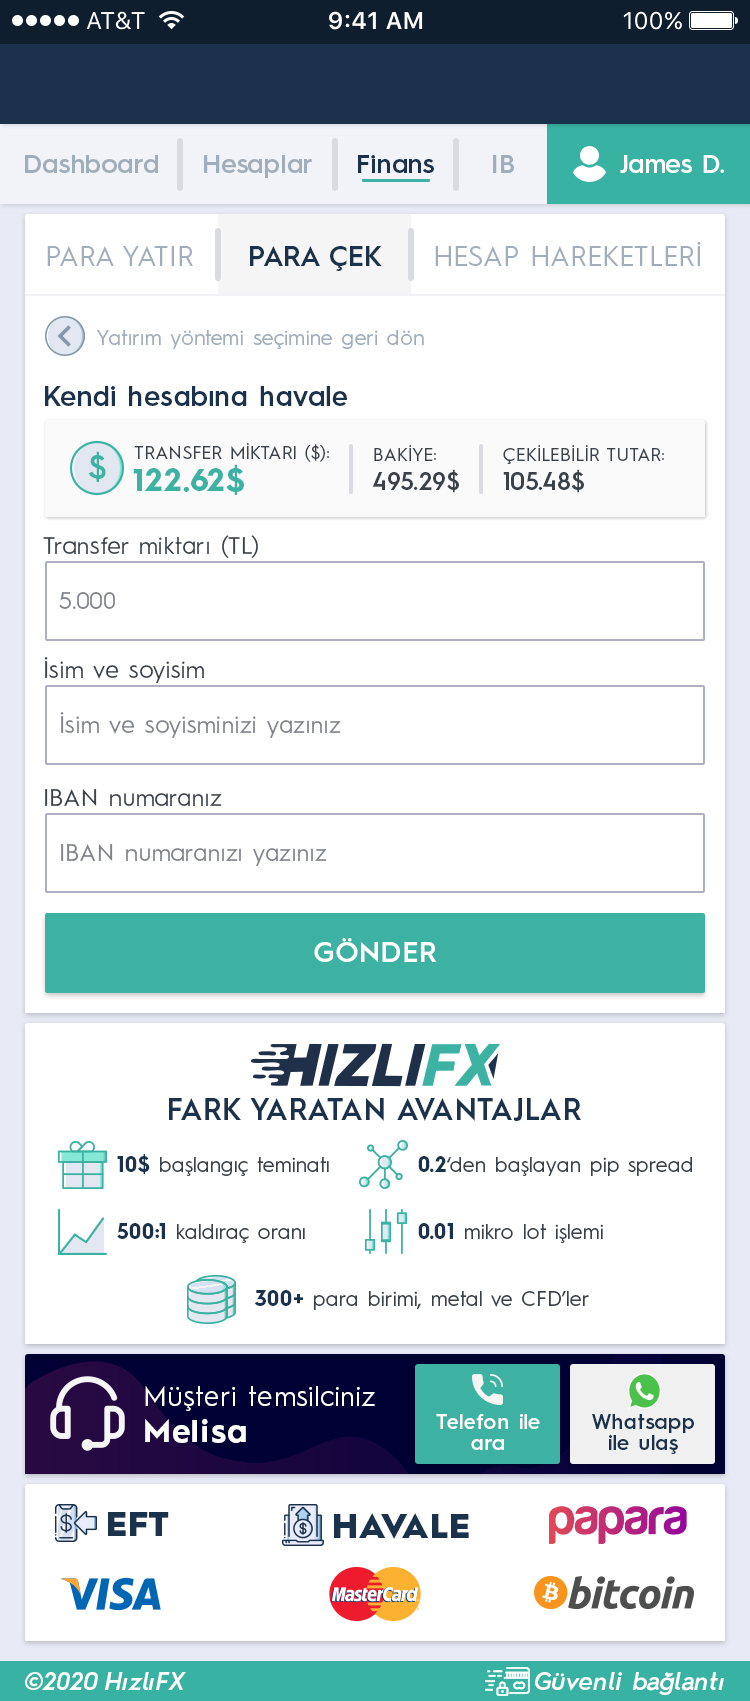 AT&T 9:41 AM 100%
Dashboard Hesaplar Finans IB James D.
PARA YATIR PARA ÇEK HESAP HAREKETLERİ
Yatırım yöntemi seçimine geri dön
Kendi hesabına havale
TRANSFER MİKTARI ($): BAKİYE: ÇEKİLEBİLİR TUTAR:
$ 122.62$ 495.29$ 105.48$
Transfer miktarı (TL)
5.000
İsim ve soyisim
İsim ve soyisminizi yazınız
IBAN numaranız
IBAN numaranızı yazınız
GÖNDER
HIZLIFX
FARK YARATAN AVANTAJLAR
10$ başlangıç teminatı 0.2'den başlayan pip spread
500:1 kaldıraç oranı 0.01 mikro lot işlemi
300+ para birimi, metal ve CFD'ler
Müşteri temsilciniz
Melisa
Telefon ile
ara
Whatsapp
ile ulaş
EFT HAVALE papara
VISA MasterCard bitcoin
©2020 HızlıFX Güvenli bağlantı